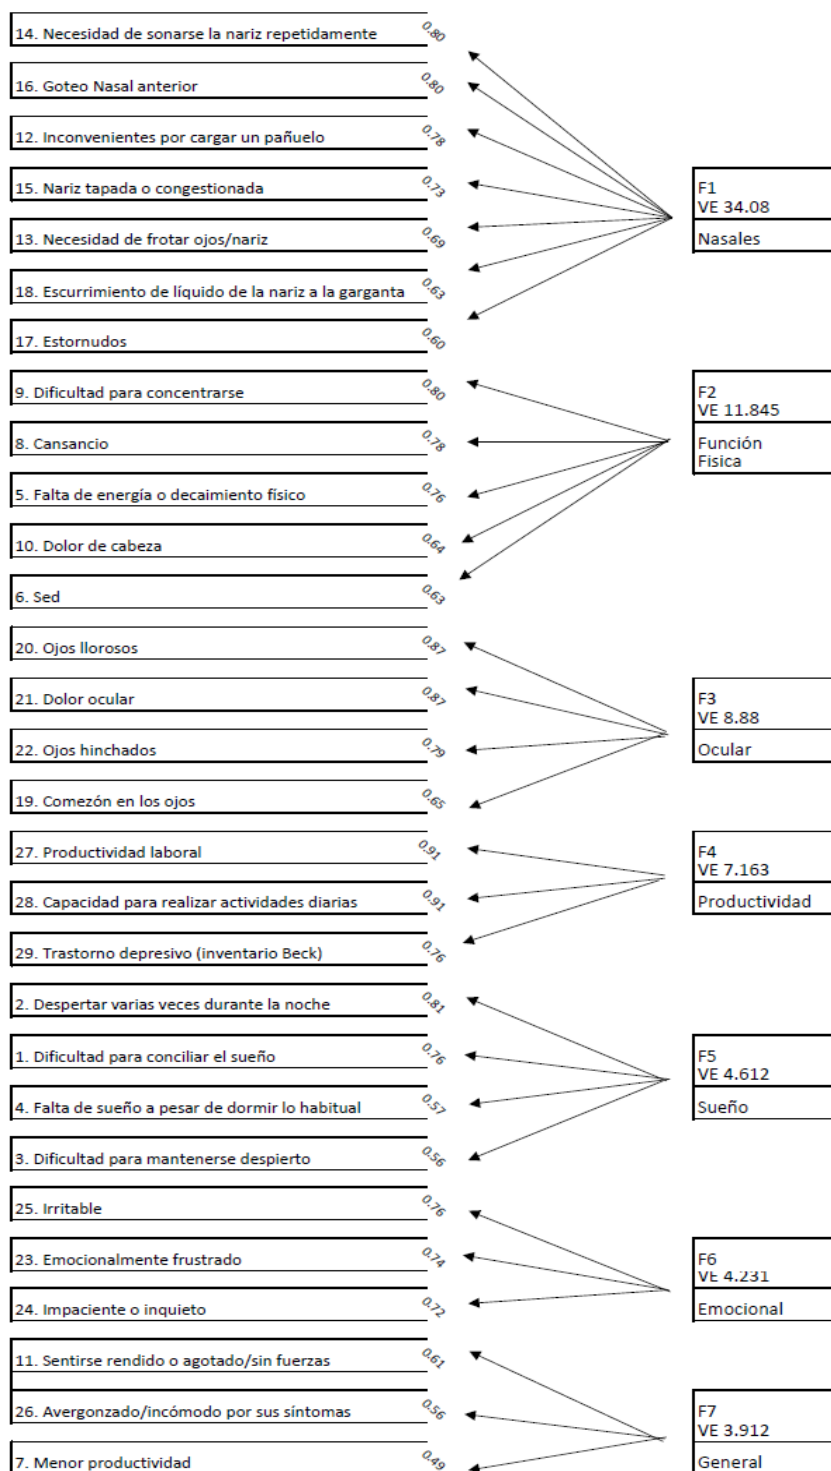 14. Necesidad de sonarse la nariz repetidamente 0.80
16. Goteo Nasal anterior 0.80
12. Inconvenientes por cargar un pañuelo 0.78
15. Nariz tapada o congestionada 0.73
13. Necesidad de frotar ojos/nariz 0.69
18. Escurrimiento de líquido de la nariz a la garganta 0.63
17. Estornudos 0.60
F1
VE 34.08
Nasales
9. Dificultad para concentrarse 0.80
8. Cansancio 0.78
5. Falta de energía o decaimiento físico 0.76
10. Dolor de cabeza 0.64
6. Sed 0.63
F2
VE 11.845
Función
Fisica
20. Ojos llorosos 0.87
21. Dolor ocular 0.87
22. Ojos hinchados 0.79
19. Comezón en los ojos 0.65
F3
VE 8.88
Ocular
27. Productividad laboral 0.91
28. Capacidad para realizar actividades diarias 0.91
29. Trastorno depresivo (inventario Beck) 0.76
F4
VE 7.163
Productividad
2. Despertar varias veces durante la noche 0.81
1. Dificultad para conciliar el sueño 0.76
4. Falta de sueño a pesar de dormir lo habitual 0.57
3. Dificultad para mantenerse despierto 0.56
F5
VE 4.612
Sueño
25. Irritable 0.76
23. Emocionalmente frustrado 0.74
24. Impaciente o inquieto 0.72
F6
VE 4.231
Emocional
11. Sentirse rendido o agotado/sin fuerzas 0.61
26. Avergonzado/incómodo por sus síntomas 0.56
7. Menor productividad 0.49
F7
VE 3.912
General